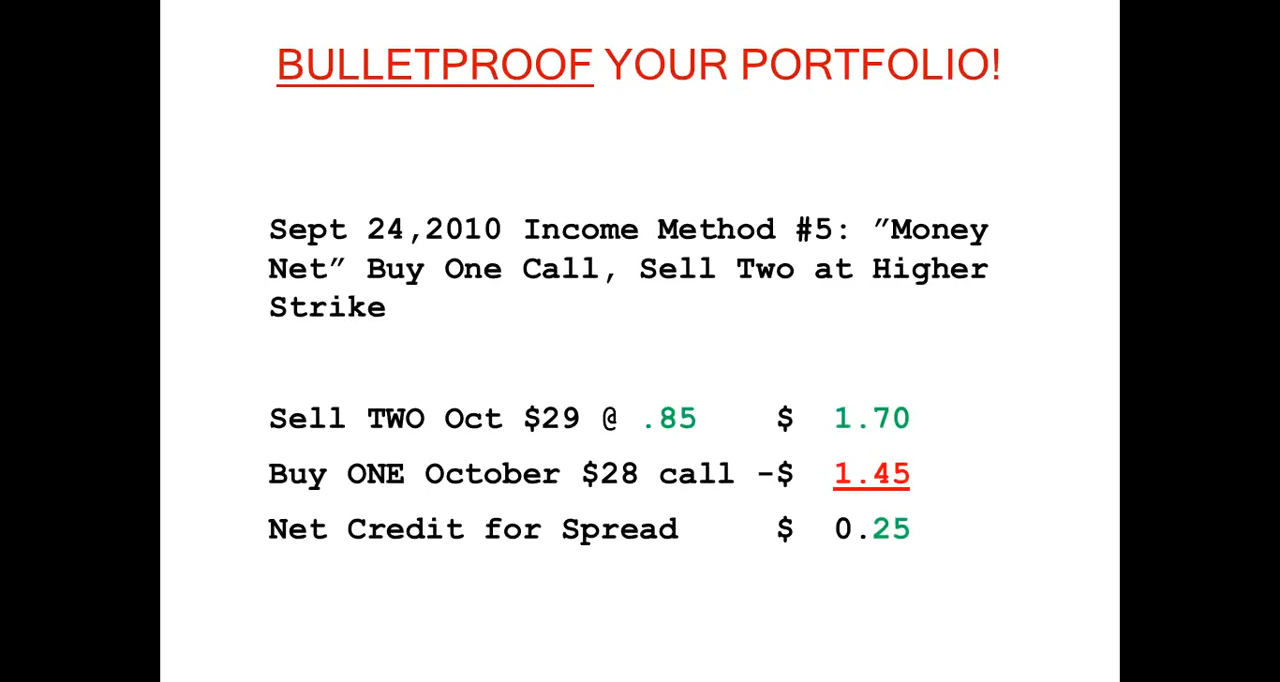 BULLETPROOF YOUR PORTFOLIO!
Sept 24,2010 Income Method #5: ”Money
Net” Buy One Call, Sell Two at Higher
Strike
Sell TWO Oct $29 @ .85 $ 1.70
Buy ONE October $28 call -$ 1.45
Net Credit for Spread $ 0.25